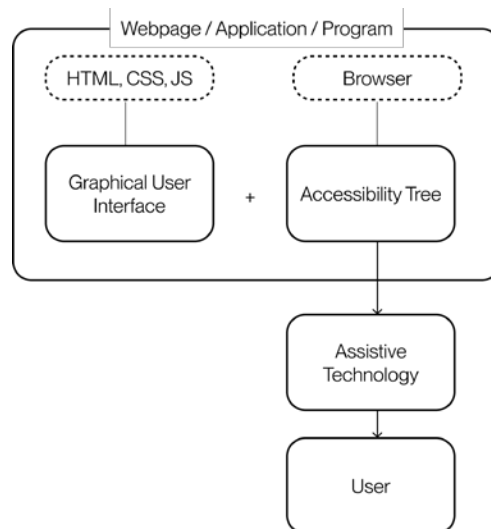 Webpage / Application / Program
HTML, CSS, JS
Browser
Graphical User
Interface
+
Accessibility Tree
Assistive
Technology
User